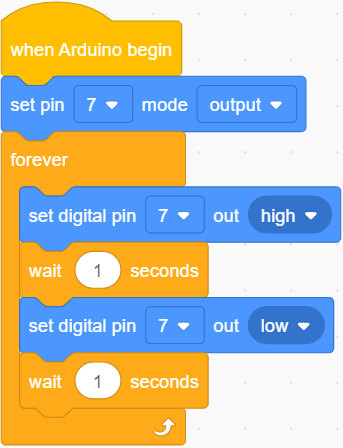 when Arduino begin
set pin 7 mode output
forever
set digital pin 7 out high
wait 1 seconds
set digital pin 7 out low
wait 1 seconds